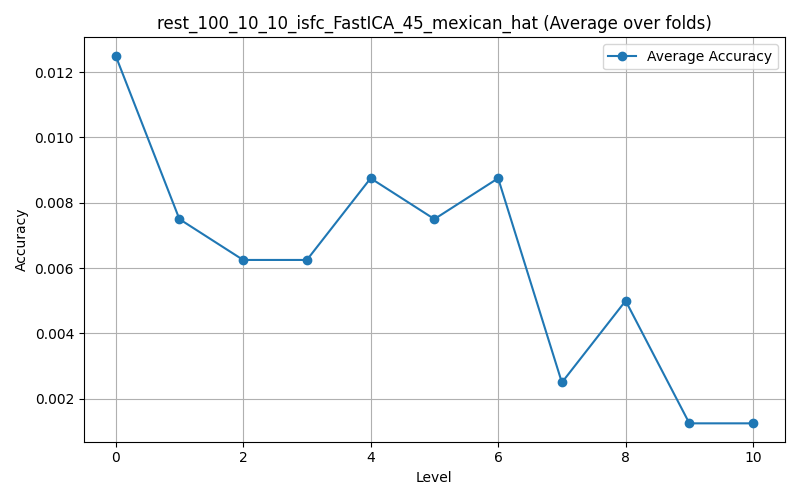 rest_100_10_10_isfc_FastICA_45_mexican_hat (Average over folds)
Average Accuracy
0.012
0.010
0.008
0.006
0.004
0.002
Accuracy
0 2 4 6 8 10
Level